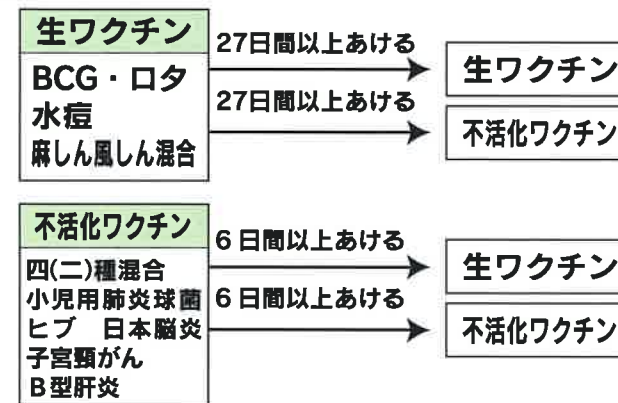 生ワクチン
BCG・ロタ
水痘
麻しん風しん混合
27日間以上あける
27日間以上あける
生ワクチン
不活化ワクチン
不活化ワクチン
四(二)種混合
小児用肺炎球菌
ヒブ 日本脳炎
子宮頸がん
B型肝炎
6日間以上あける
6日間以上あける
生ワクチン
不活化ワクチン